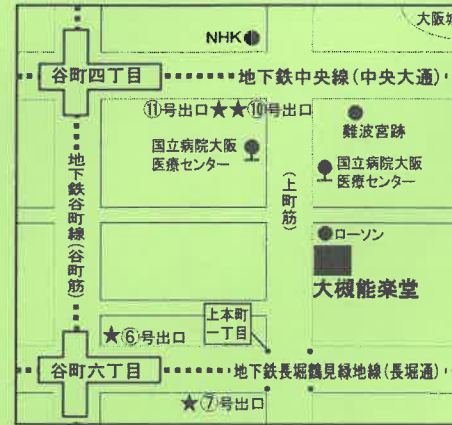 大阪城
NHK
谷町四丁目
地下鉄中央線(中央大通)
⑪号出口★★⑩号出口
難波宮跡
国立病院大阪
医療センター
国立病院大阪
医療センター
地下鉄谷町線(谷町筋)
(上町筋)
ローソン
大槻能楽堂
上本町
一丁目
★⑥号出口
谷町六丁目
地下鉄長堀鶴見緑地線(長堀通)
★⑦号出口